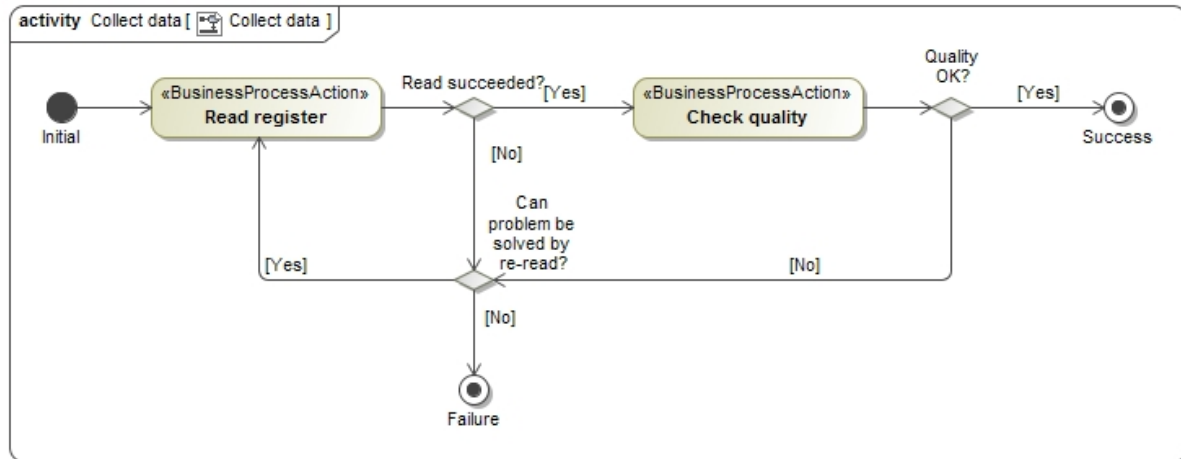 activity Collect data [ Collect data ]
Quality
OK?
Read succeeded?
«BusinessProcessAction»
Read register
[Yes]
«BusinessProcessAction»
Check quality
[Yes]
Initial
Success
[No]
Can
problem be
solved by
re-read?
[Yes]
[No]
[No]
Failure